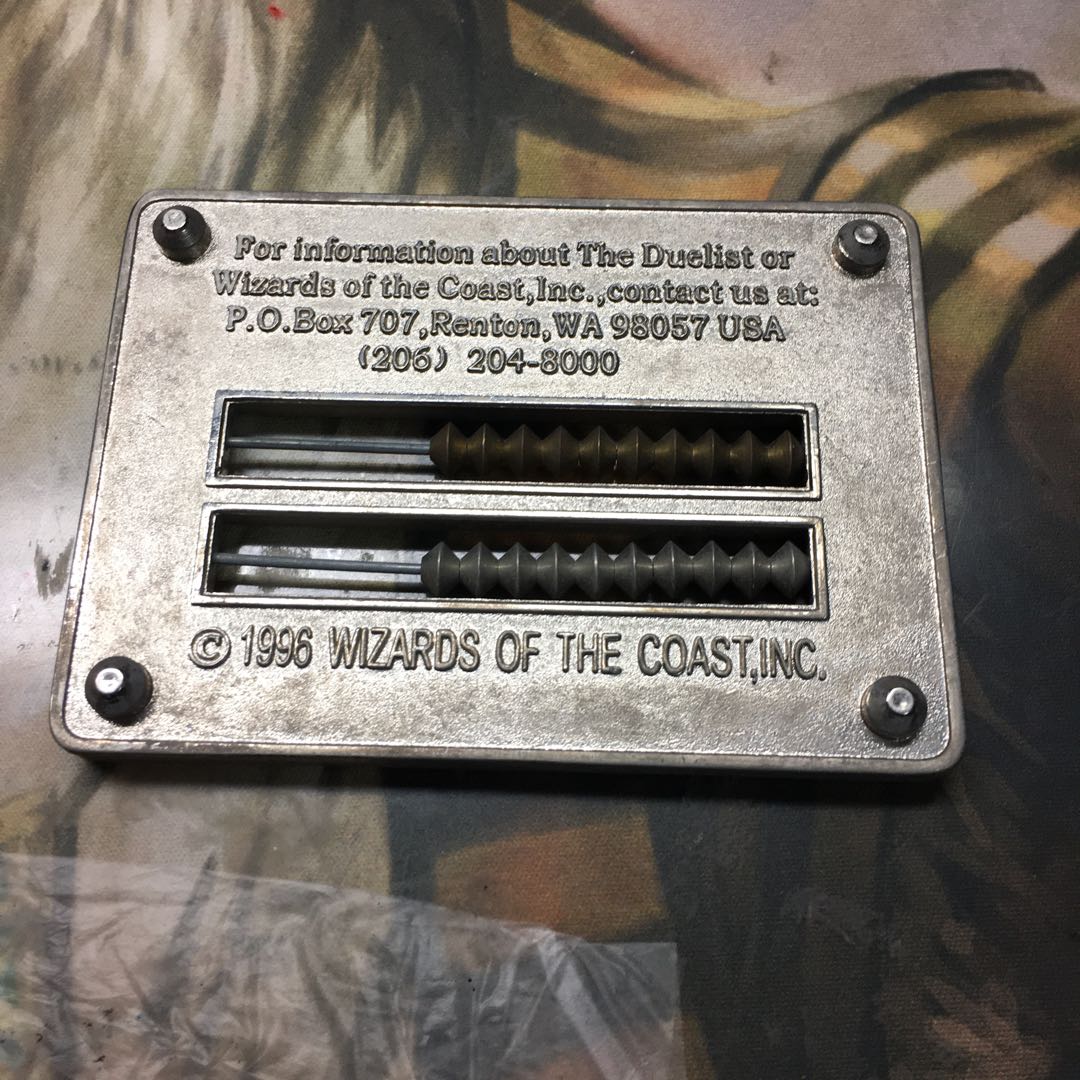 For information about The Duelist or
Wizards of the Coast,Inc.,contact us at:
P.O.Box 707,Renton,WA 98057 USA
(206) 204-8000
© 1996 WIZARDS OF THE COAST,INC.